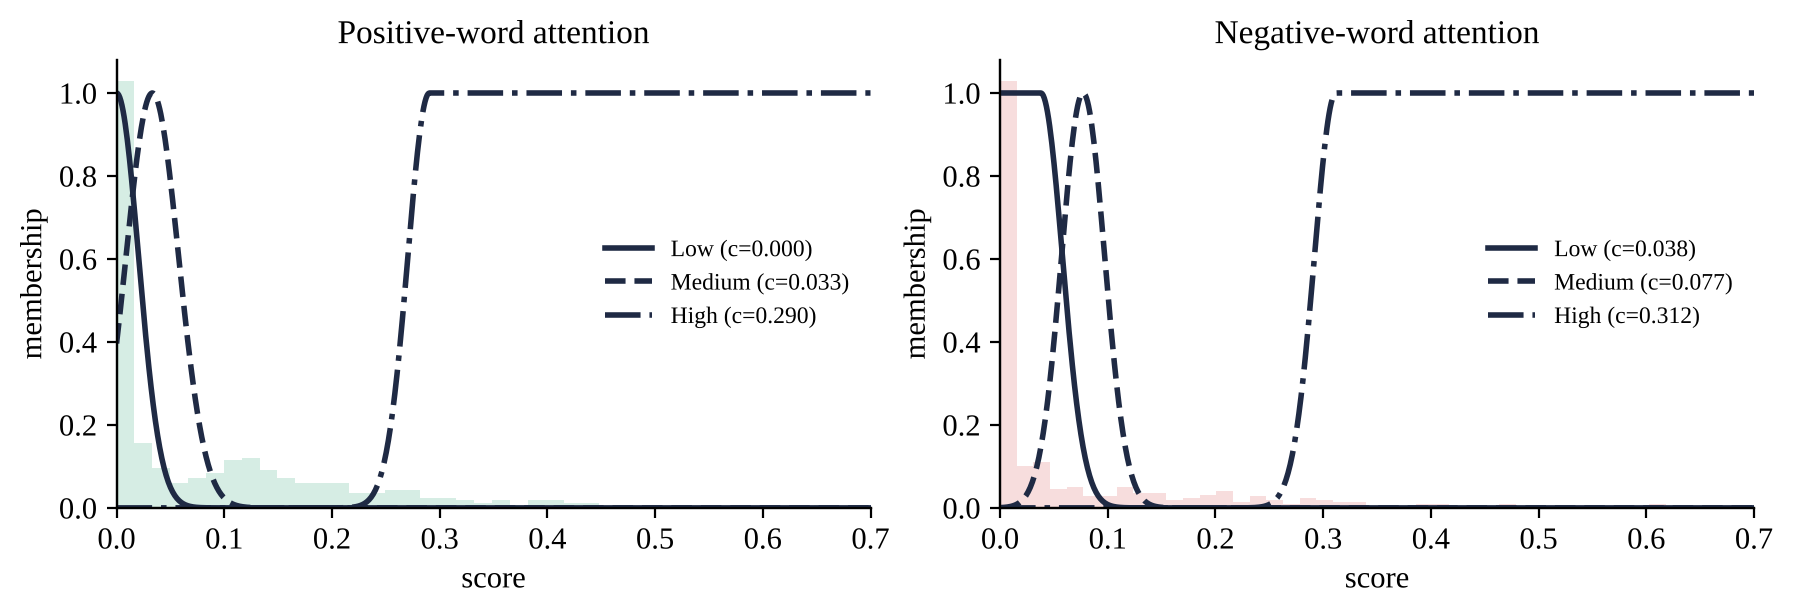 Positive-word attention
membership
1.0
0.8
0.6
0.4
0.2
0.0
Low (c=0.000)
Medium (c=0.033)
High (c=0.290)
0.0 0.1 0.2 0.3 0.4 0.5 0.6 0.7
score
Negative-word attention
membership
1.0
0.8
0.6
0.4
0.2
0.0
Low (c=0.038)
Medium (c=0.077)
High (c=0.312)
0.0 0.1 0.2 0.3 0.4 0.5 0.6 0.7
score